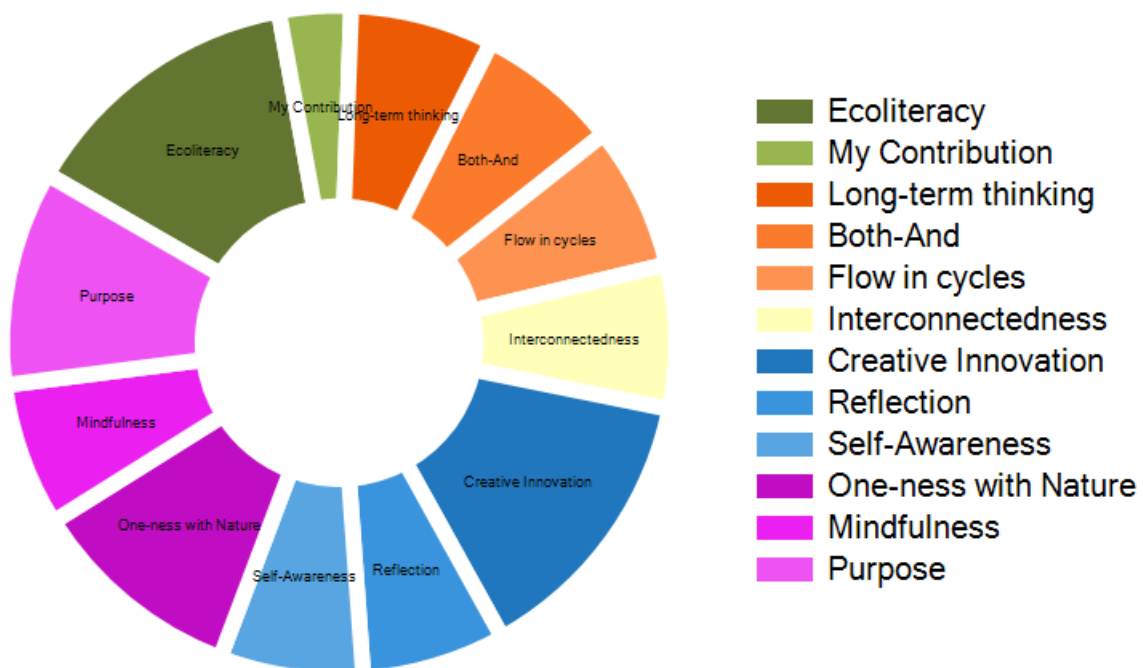 My Contribution
Long-term thinking
Ecoliteracy
Both-And
Flow in cycles
Purpose
Interconnectedness
Mindfulness
Creative Innovation
One-ness with Nature
Self-Awareness
Reflection
Ecoliteracy
My Contribution
Long-term thinking
Both-And
Flow in cycles
Interconnectedness
Creative Innovation
Reflection
Self-Awareness
One-ness with Nature
Mindfulness
Purpose